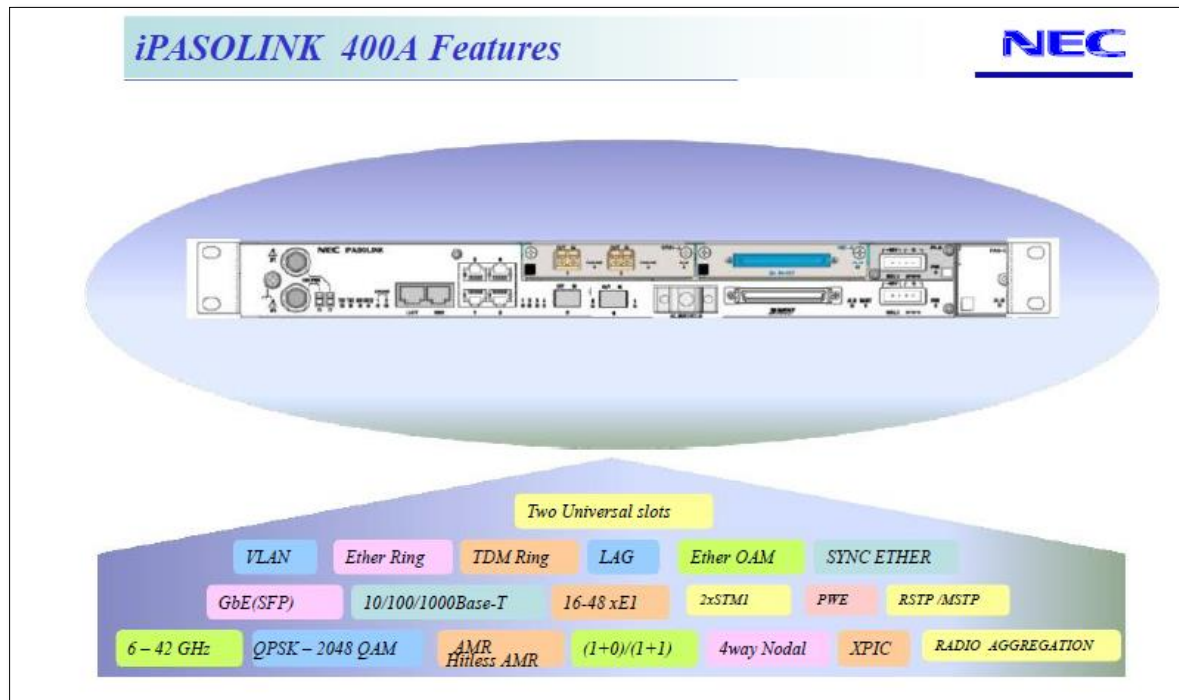 iPASOLINK 400A Features
NEC
NEC iPASOLINK
Two Universal slots
VLAN
Ether Ring
TDM Ring
LAG
Ether OAM
SYNC ETHER
GbE(SFP)
10/100/1000Base-T
16-48 xE1
2xSTM1
PWE
RSTP /MSTP
6 – 42 GHz
QPSK – 2048 QAM
AMR
Hitless AMR
(1+0)/(1+1)
4way Nodal
XPIC
RADIO AGGREGATION